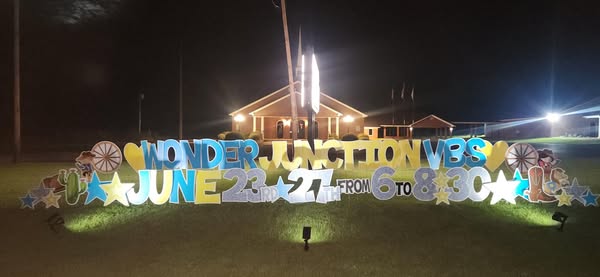 WONDER JUNCTION VBS
JUNE 23RD 27TH FROM 6 TO 8:30